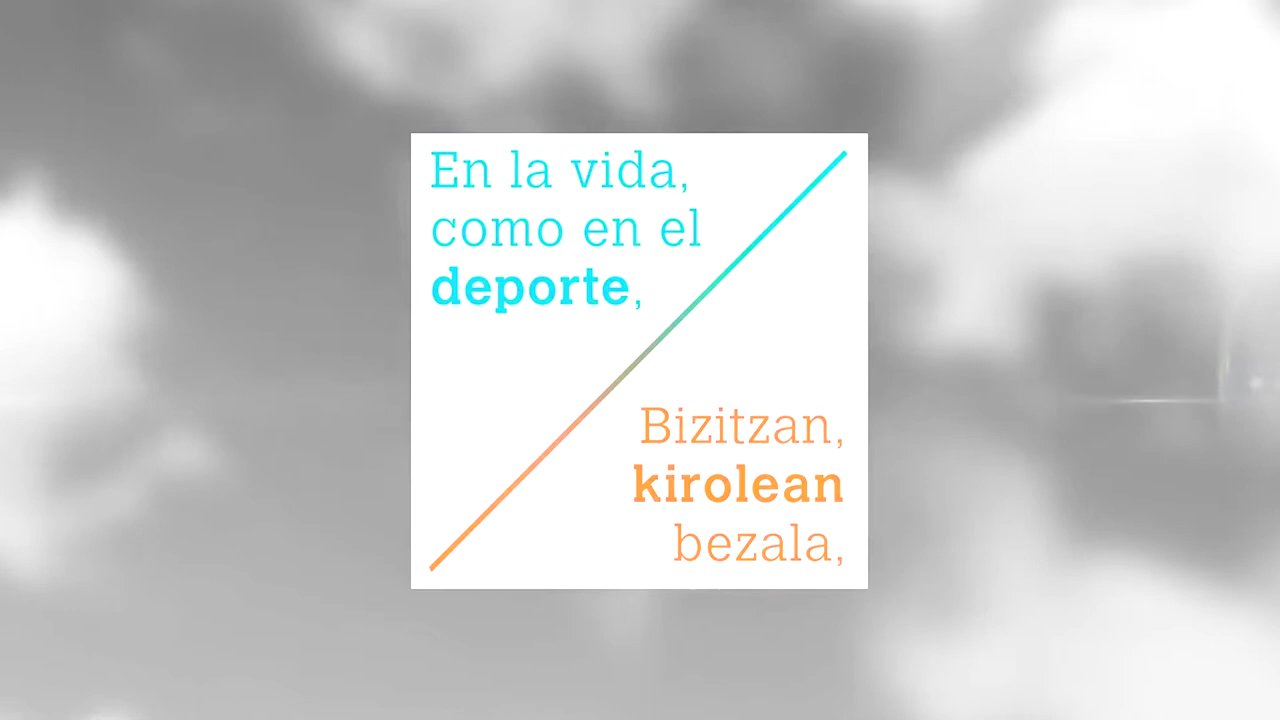 En la vida,
como en el
deporte,
Bizitzan,
kirolean
bezala,